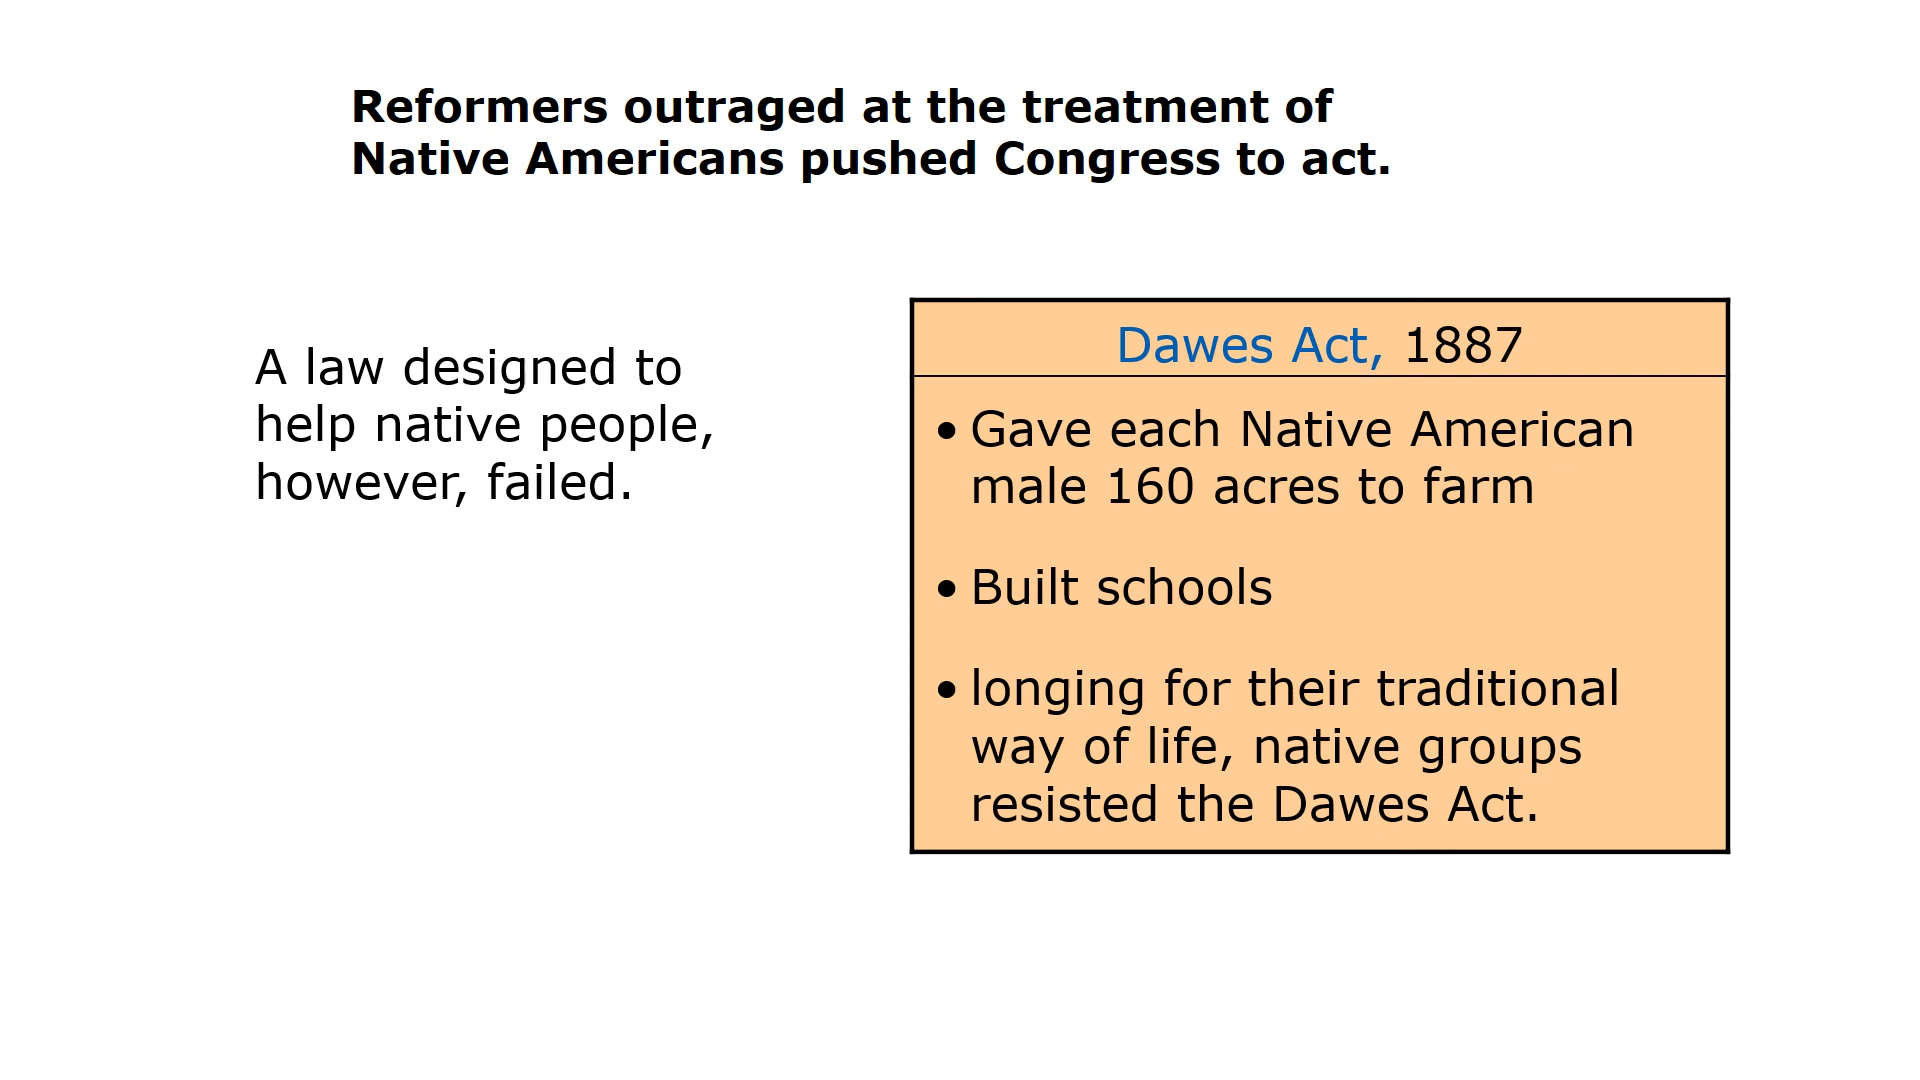 Reformers outraged at the treatment of
Native Americans pushed Congress to act.
A law designed to
help native people,
however, failed.
Dawes Act, 1887
• Gave each Native American
male 160 acres to farm
• Built schools
• longing for their traditional
way of life, native groups
resisted the Dawes Act.